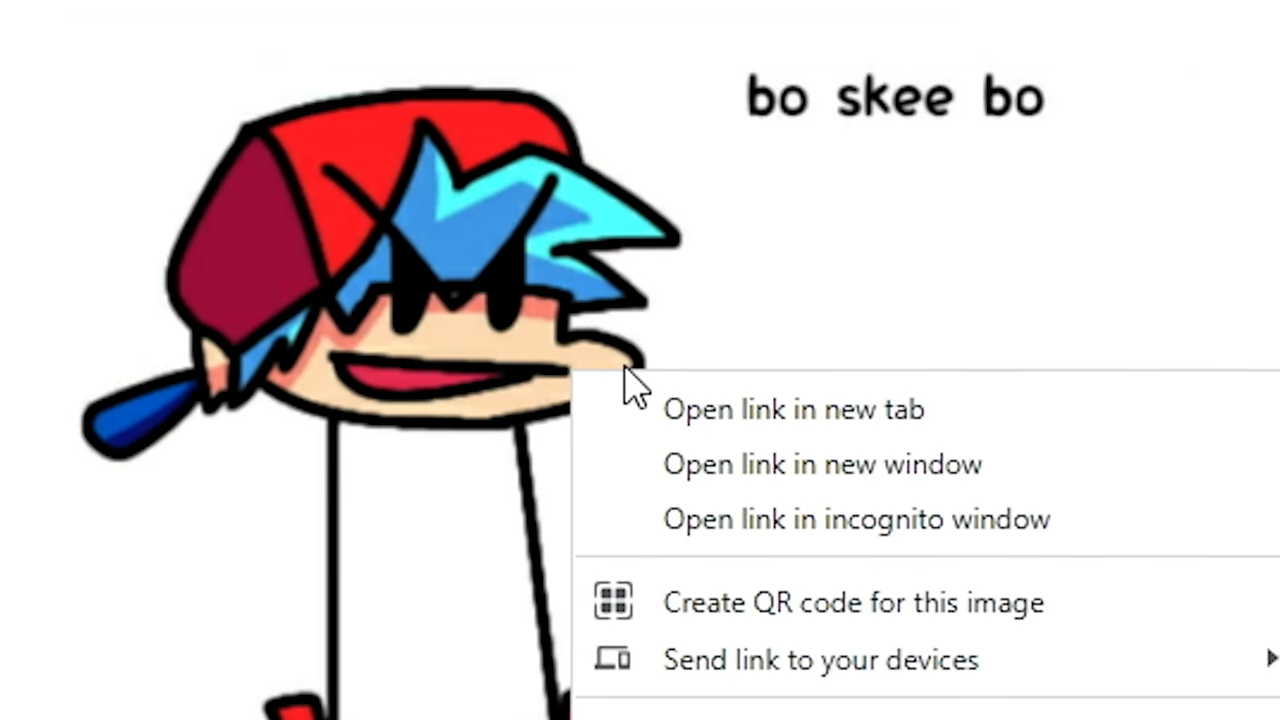 bo skee bo
Open link in new tab
Open link in new window
Open link in incognito window
Create QR code for this image
Send link to your devices